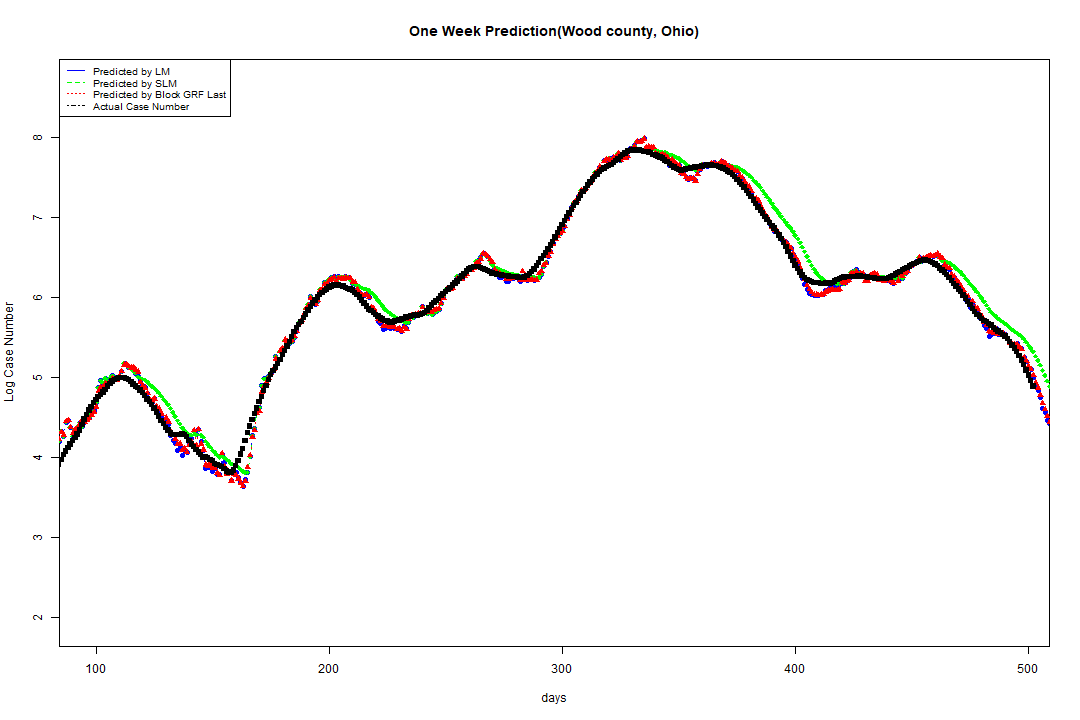 One Week Prediction(Wood county, Ohio)
Predicted by LM
Predicted by SLM
Predicted by Block GRF Last
Actual Case Number
8
7
6
5
4
3
2
Log Case Number
100 200 300 400 500
days